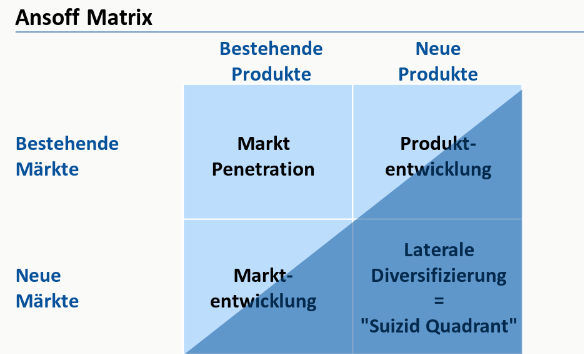 Ansoff Matrix
Bestehende
Produkte
Neue
Produkte
Bestehende
Märkte
Markt
Penetration
Produkt-
entwicklung
Neue
Märkte
Markt-
entwicklung
Laterale
Diversifizierung
=
"Suizid Quadrant"